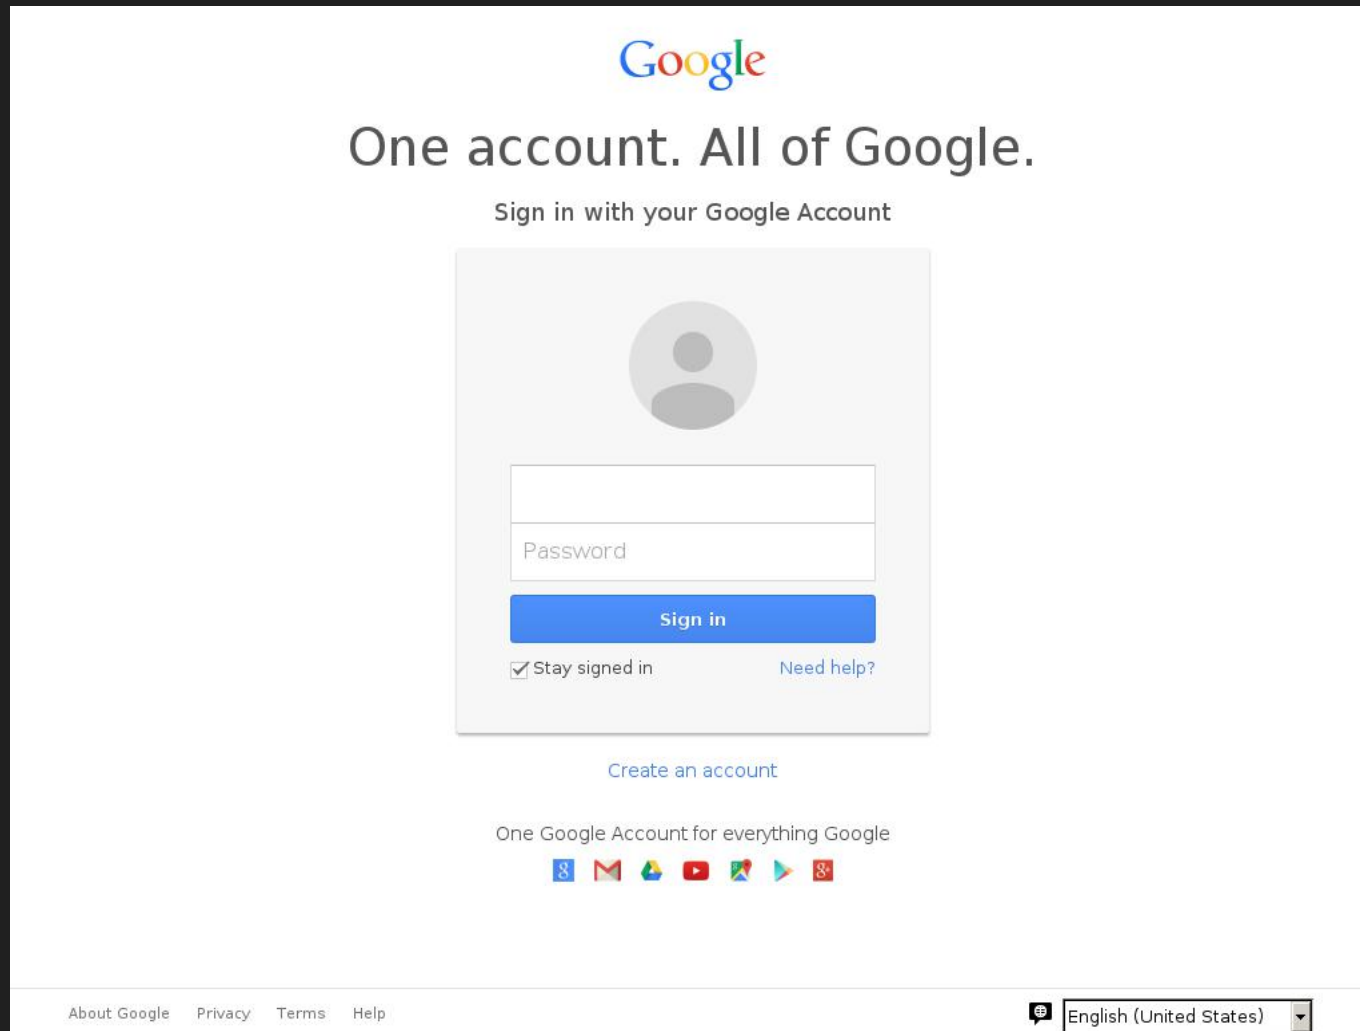 Google
One account. All of Google.
Sign in with your Google Account
Password
Sign in
Stay signed in Need help?
Create an account
One Google Account for everything Google
About Google Privacy Terms Help English (United States)